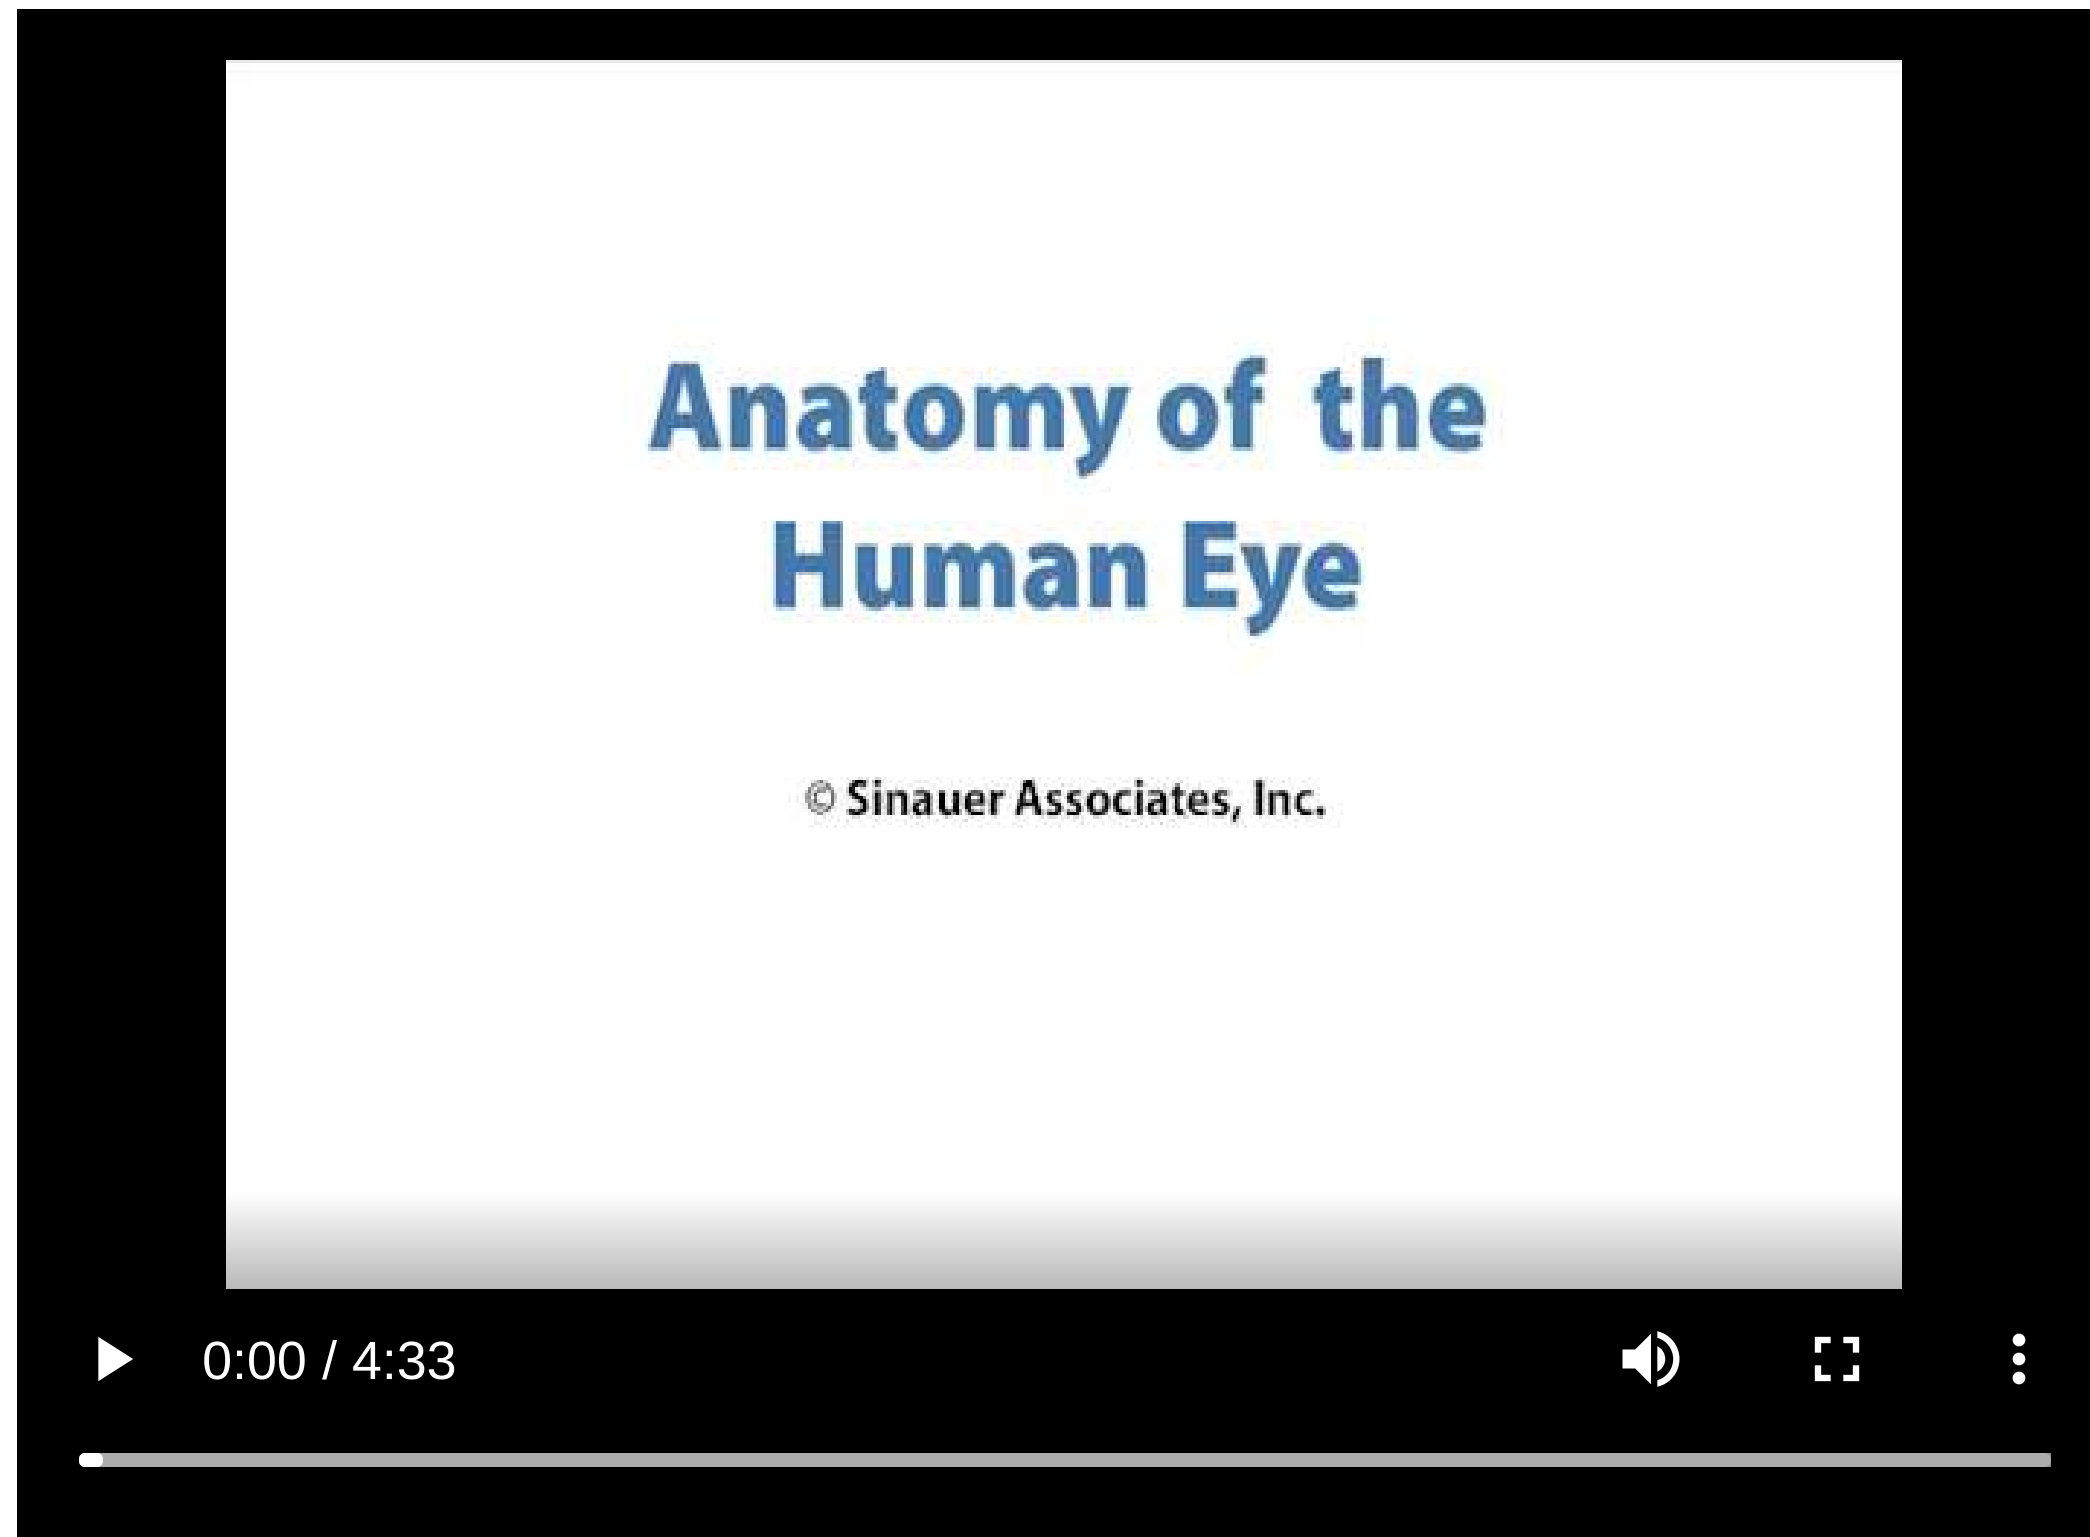 Anatomy of the
Human Eye
© Sinauer Associates, Inc.
0:00 / 4:33